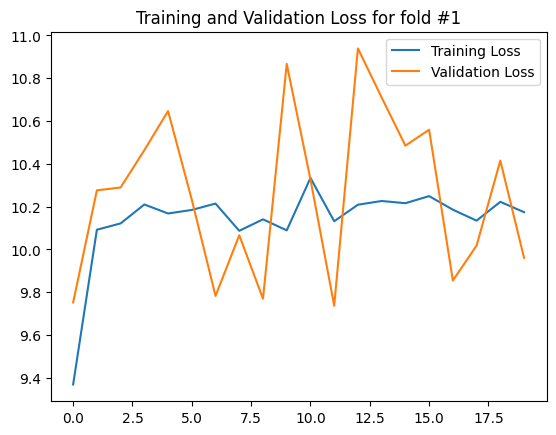 Training and Validation Loss for fold #1
11.0
10.8
10.6
10.4
10.2
10.0
9.8
9.6
9.4
Training Loss
Validation Loss
0.0 2.5 5.0 7.5 10.0 12.5 15.0 17.5